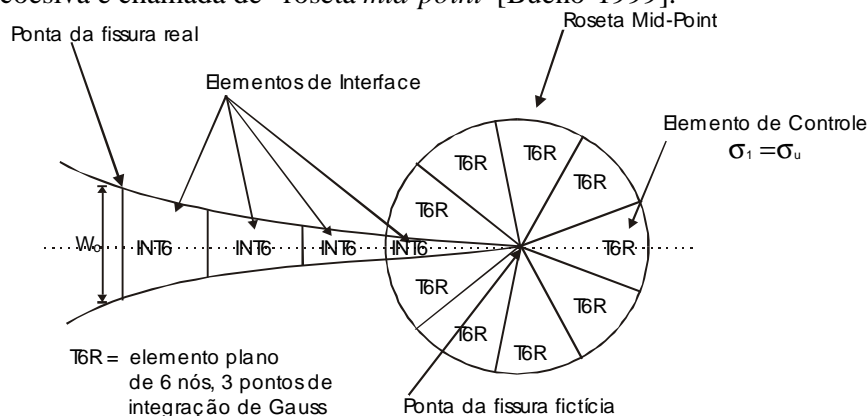 coesiva é chamada de "roseta mid-point" [Bueno-1999].
Ponta da fissura real
Roseta Mid-Point
Elementos de Interface
Elemento de Controle
σ₁ =σᵤ
T6R
T6R
T6R
T6R
Wo
INT6
INT6
INT6
INT6
T6R
T6R
T6R
T6R
T6R
T6R = elemento plano
de 6 nós, 3 pontos de
integração de Gauss
Ponta da fissura fictícia